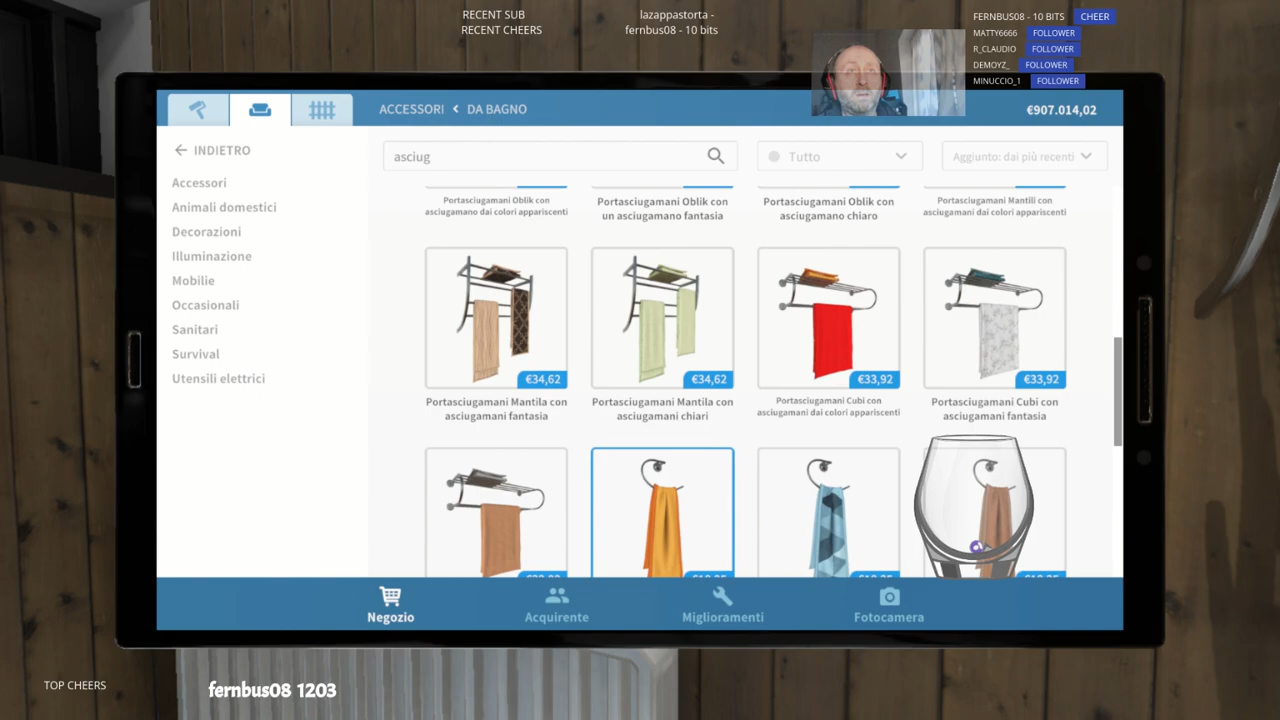 RECENT SUB
lazappastorta -
RECENT CHEERS
fernbus08 - 10 bits
FERNBUS08 - 10 BITS CHEER
MATTY6666 FOLLOWER
R_CLAUDIO FOLLOWER
DEMOYZ_ FOLLOWER
MINUCCIO_1 FOLLOWER
ACCESSORI < DA BAGNO
€907.014,02
INDIETRO
asciug
Tutto
Aggiunto: dai più recenti
Accessori
Animali domestici
Decorazioni
Illuminazione
Mobilie
Occasionali
Sanitari
Survival
Utensili elettrici
Portasciugamani Oblik con
asciugamano dai colori appariscenti
Portasciugamani Oblik con
un asciugamano fantasia
Portasciugamani Oblik con
asciugamano chiaro
Portasciugamani Mantili con
asciugamani dai colori appariscenti
€34,62
€34,62
€33,92
€33,92
Portasciugamani Mantila con
asciugamani fantasia
Portasciugamani Mantila con
asciugamani chiari
Portasciugamani Cubi con
asciugamani dai colori appariscenti
Portasciugamani Cubi con
asciugamani fantasia
Negozio
Acquirente
Miglioramenti
Fotocamera
TOP CHEERS
fernbus08 1203